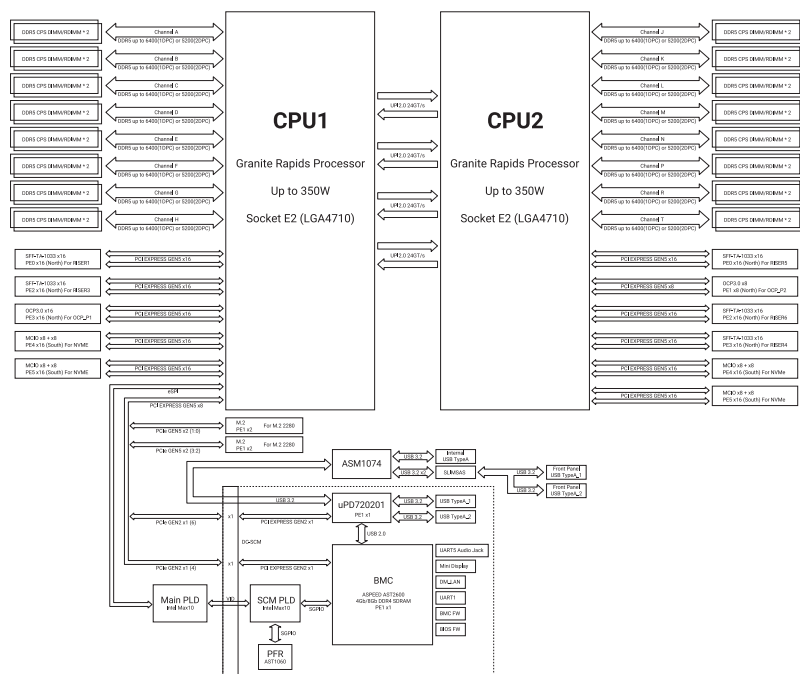 DDR5 CPS DIMM/RDIMM * 2
Channel A
DDR5 up to 6400(1DPC) or 5200(2DPC)
DDR5 CPS DIMM/RDIMM * 2
Channel B
DDR5 up to 6400(1DPC) or 5200(2DPC)
DDR5 CPS DIMM/RDIMM * 2
Channel C
DDR5 up to 6400(1DPC) or 5200(2DPC)
DDR5 CPS DIMM/RDIMM * 2
Channel D
DDR5 up to 6400(1DPC) or 5200(2DPC)
DDR5 CPS DIMM/RDIMM * 2
Channel E
DDR5 up to 6400(1DPC) or 5200(2DPC)
DDR5 CPS DIMM/RDIMM * 2
Channel F
DDR5 up to 6400(1DPC) or 5200(2DPC)
DDR5 CPS DIMM/RDIMM * 2
Channel G
DDR5 up to 6400(1DPC) or 5200(2DPC)
DDR5 CPS DIMM/RDIMM * 2
Channel H
DDR5 up to 6400(1DPC) or 5200(2DPC)
CPU1
Granite Rapids Processor
Up to 350W
Socket E2 (LGA4710)
UPI2.0 24GT/s
UPI2.0 24GT/s
UPI2.0 24GT/s
UPI2.0 24GT/s
CPU2
Granite Rapids Processor
Up to 350W
Socket E2 (LGA4710)
Channel J
DDR5 up to 6400(1DPC) or 5200(2DPC)
DDR5 CPS DIMM/RDIMM * 2
Channel K
DDR5 up to 6400(1DPC) or 5200(2DPC)
DDR5 CPS DIMM/RDIMM * 2
Channel L
DDR5 up to 6400(1DPC) or 5200(2DPC)
DDR5 CPS DIMM/RDIMM * 2
Channel M
DDR5 up to 6400(1DPC) or 5200(2DPC)
DDR5 CPS DIMM/RDIMM * 2
Channel N
DDR5 up to 6400(1DPC) or 5200(2DPC)
DDR5 CPS DIMM/RDIMM * 2
Channel P
DDR5 up to 6400(1DPC) or 5200(2DPC)
DDR5 CPS DIMM/RDIMM * 2
Channel R
DDR5 up to 6400(1DPC) or 5200(2DPC)
DDR5 CPS DIMM/RDIMM * 2
Channel T
DDR5 up to 6400(1DPC) or 5200(2DPC)
DDR5 CPS DIMM/RDIMM * 2
SFF-TA-1033 x16
PE0 x16 (North) For RISER1
PCI EXPRESS GEN5 x16
SFF-TA-1033 x16
PE2 x16 (North) For RISER3
PCI EXPRESS GEN5 x16
OCP3.0 x16
PE3 x16 (North) For OCP_P1
PCI EXPRESS GEN5 x16
MCIO x8 + x8
PE4 x16 (South) For NVME
PCI EXPRESS GEN5 x16
MCIO x8 + x8
PE5 x16 (South) For NVME
PCI EXPRESS GEN5 x16
PCI EXPRESS GEN5 x16
SFF-TA-1033 x16
PE0 x16 (North) For RISER5
PCI EXPRESS GEN5 x8
OCP3.0 x8
PE1 x8 (North) For OCP_P2
PCI EXPRESS GEN5 x16
SFF-TA-1033 x16
PE2 x16 (North) For RISER6
PCI EXPRESS GEN5 x16
SFF-TA-1033 x16
PE3 x16 (North) For RISER4
PCI EXPRESS GEN5 x16
MCIO x8 + x8
PE4 x16 (South) For NVMe
PCI EXPRESS GEN5 x16
MCIO x8 + x8
PE5 x16 (South) For NVMe
eSPI
PCI EXPRESS GEN5 x8
PCIe GEN5 x2 (1:0)
M.2
PE1 x2
For M.2 2280
PCIe GEN5 x2 (3:2)
M.2
PE1 x2
For M.2 2280
ASM1074
USB 3.2
Internal
USB TypeA
USB 3.2 x2
SLIMSAS
USB 3.2
Front Panel
USB TypeA_1
USB 3.2
Front Panel
USB TypeA_2
USB 3.2
uPD720201
PE1 x1
USB 3.2
USB TypeA_1
USB 3.2
USB TypeA_2
PCIe GEN2 x1 (6)
x1
PCI EXPRESS GEN2 x1
DC-SCM
USB 2.0
PCIe GEN2 x1 (4)
x1
PCI EXPRESS GEN2 x1
BMC
ASPEED AST2600
4Gb/8Gb DDR4 SDRAM
PE1 x1
UART5 Audio Jack
Mini Display
DM_LAN
UART1
BMC FW
BIOS FW
Main PLD
Intel Max10
VIO
SCM PLD
Intel Max10
SGPIO
SGPIO
PFR
AST1060